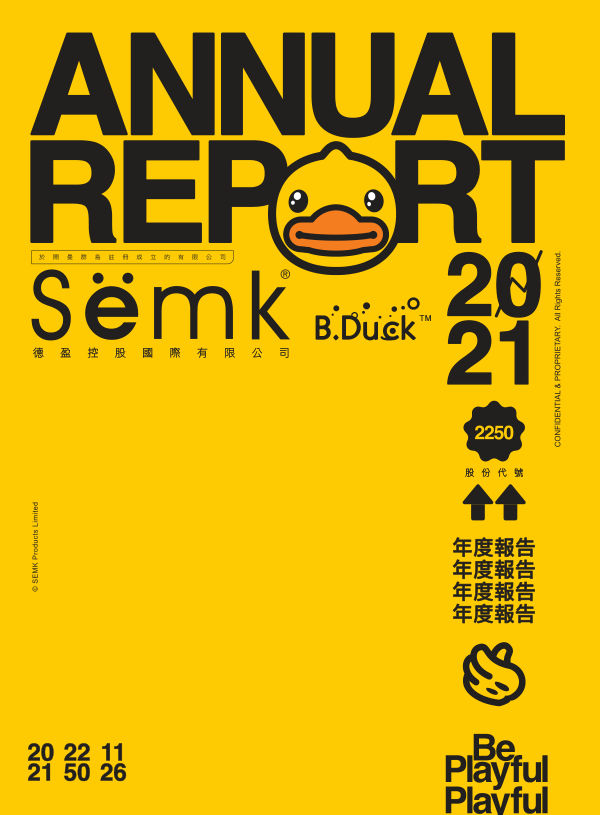 ANNUAL
REPORT
於開曼群島註冊成立的有限公司
Sëmk®
德盈控股國際有限公司
B.Duck™
20
21
CONFIDENTIAL & PROPRIETARY. All Rights Reserved.
2250
股份代號
年度報告
年度報告
年度報告
年度報告
© SEMK Products Limited
20 22 11
21 50 26
Be
Playful
Playful